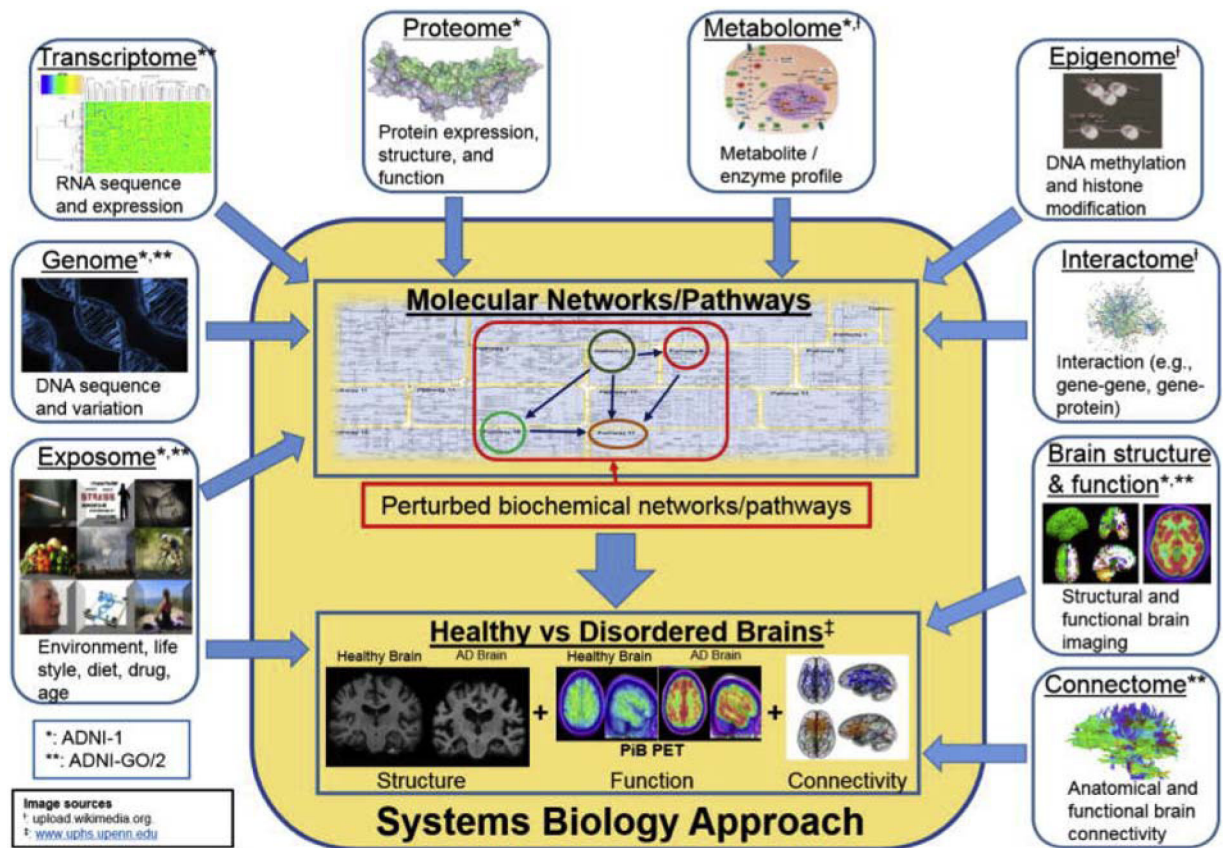 Transcriptome**
RNA sequence
and expression
Proteome*
Protein expression,
structure, and
function
Metabolome*,ƚ
Metabolite /
enzyme profile
Epigenomeƚ
DNA methylation
and histone
modification
Genome*,**
DNA sequence
and variation
Interactomeƚ
Interaction (e.g.,
gene-gene, gene-
protein)
Exposome*,**
STRESS
Environment, life
style, diet, drug,
age
Brain structure
& function*,**
Structural and
functional brain
imaging
Connectome**
Anatomical and
functional brain
connectivity
Molecular Networks/Pathways
Perturbed biochemical networks/pathways
Healthy vs Disordered Brains‡
Healthy Brain AD Brain Healthy Brain AD Brain
+ +
PiB PET
Structure Function Connectivity
Systems Biology Approach
*: ADNI-1
**: ADNI-GO/2
Image sources
ƚ: upload.wikimedia.org.
‡: www.uphs.upenn.edu